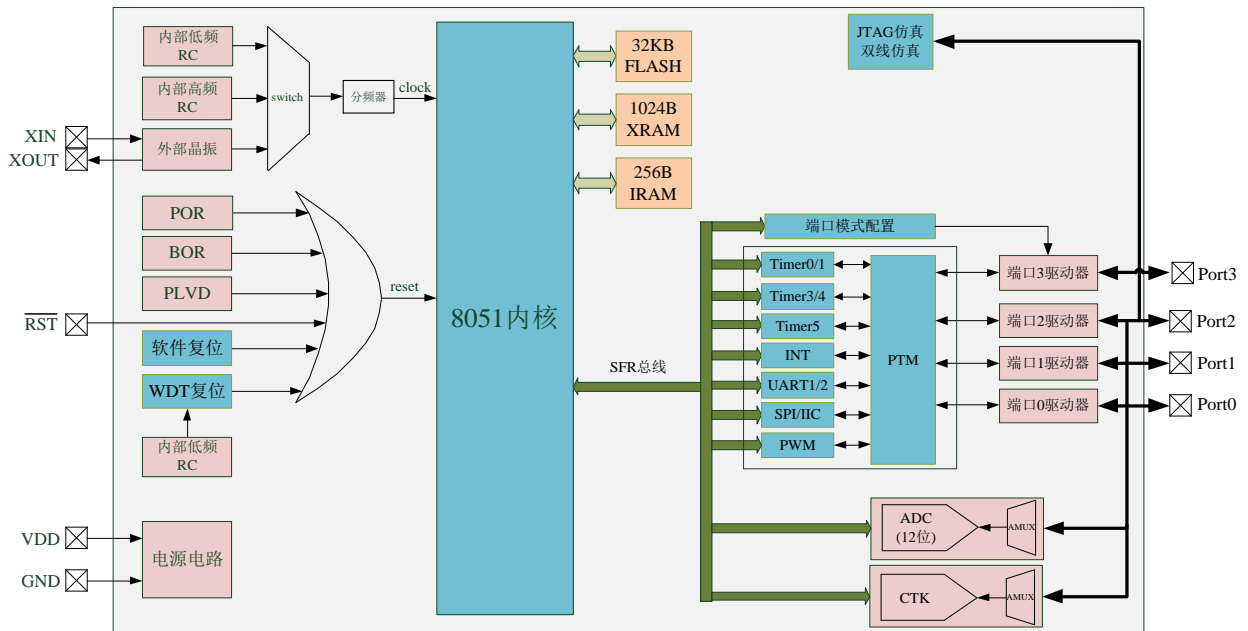 内部低频
RC
内部高频
RC
外部晶振
XIN
XOUT
switch
分频器
clock
POR
BOR
PLVD
RST
软件复位
WDT复位
内部低频
RC
reset
VDD
GND
电源电路
8051内核
32KB
FLASH
1024B
XRAM
256B
IRAM
JTAG仿真
双线仿真
SFR总线
端口模式配置
Timer0/1
Timer3/4
Timer5
INT
UART1/2
SPI/IIC
PWM
PTM
端口3驱动器
端口2驱动器
端口1驱动器
端口0驱动器
Port3
Port2
Port1
Port0
ADC
(12位)
AMUX
CTK
AMUX